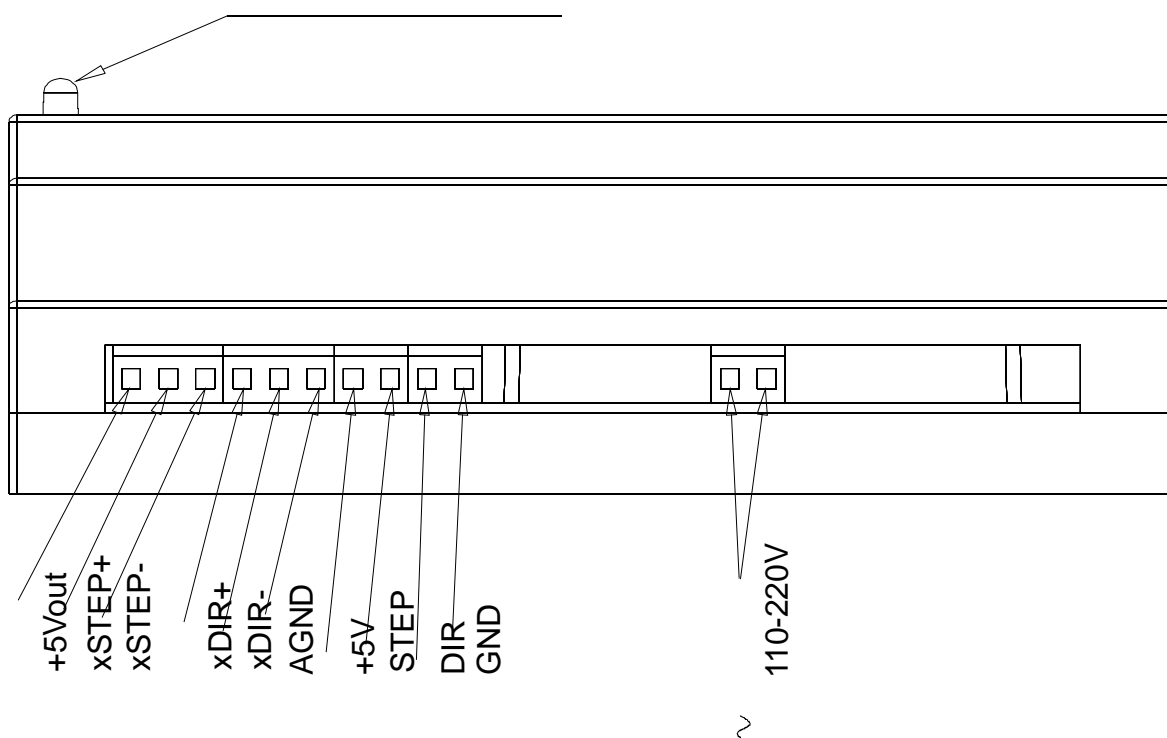 +5Vout
xSTEP+
xSTEP-
xDIR+
xDIR-
AGND
+5V
STEP
DIR
GND
110-220V
~